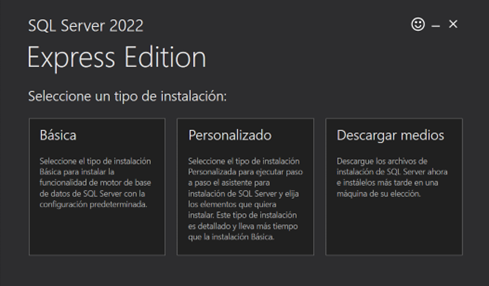 SQL Server 2022
Express Edition
Seleccione un tipo de instalación:
Básica
Seleccione el tipo de instalación
Básica para instalar la
funcionalidad de motor de base
de datos de SQL Server con la
configuración predeterminada.
Personalizado
Seleccione el tipo de instalación
Personalizada para ejecutar paso
a paso el asistente para
instalación de SQL Server y elija
los elementos que quiera
instalar. Este tipo de instalación
es detallado y lleva más tiempo
que la instalación Básica.
Descargar medios
Descargue los archivos de
instalación de SQL Server ahora
e instálelos más tarde en una
máquina de su elección.